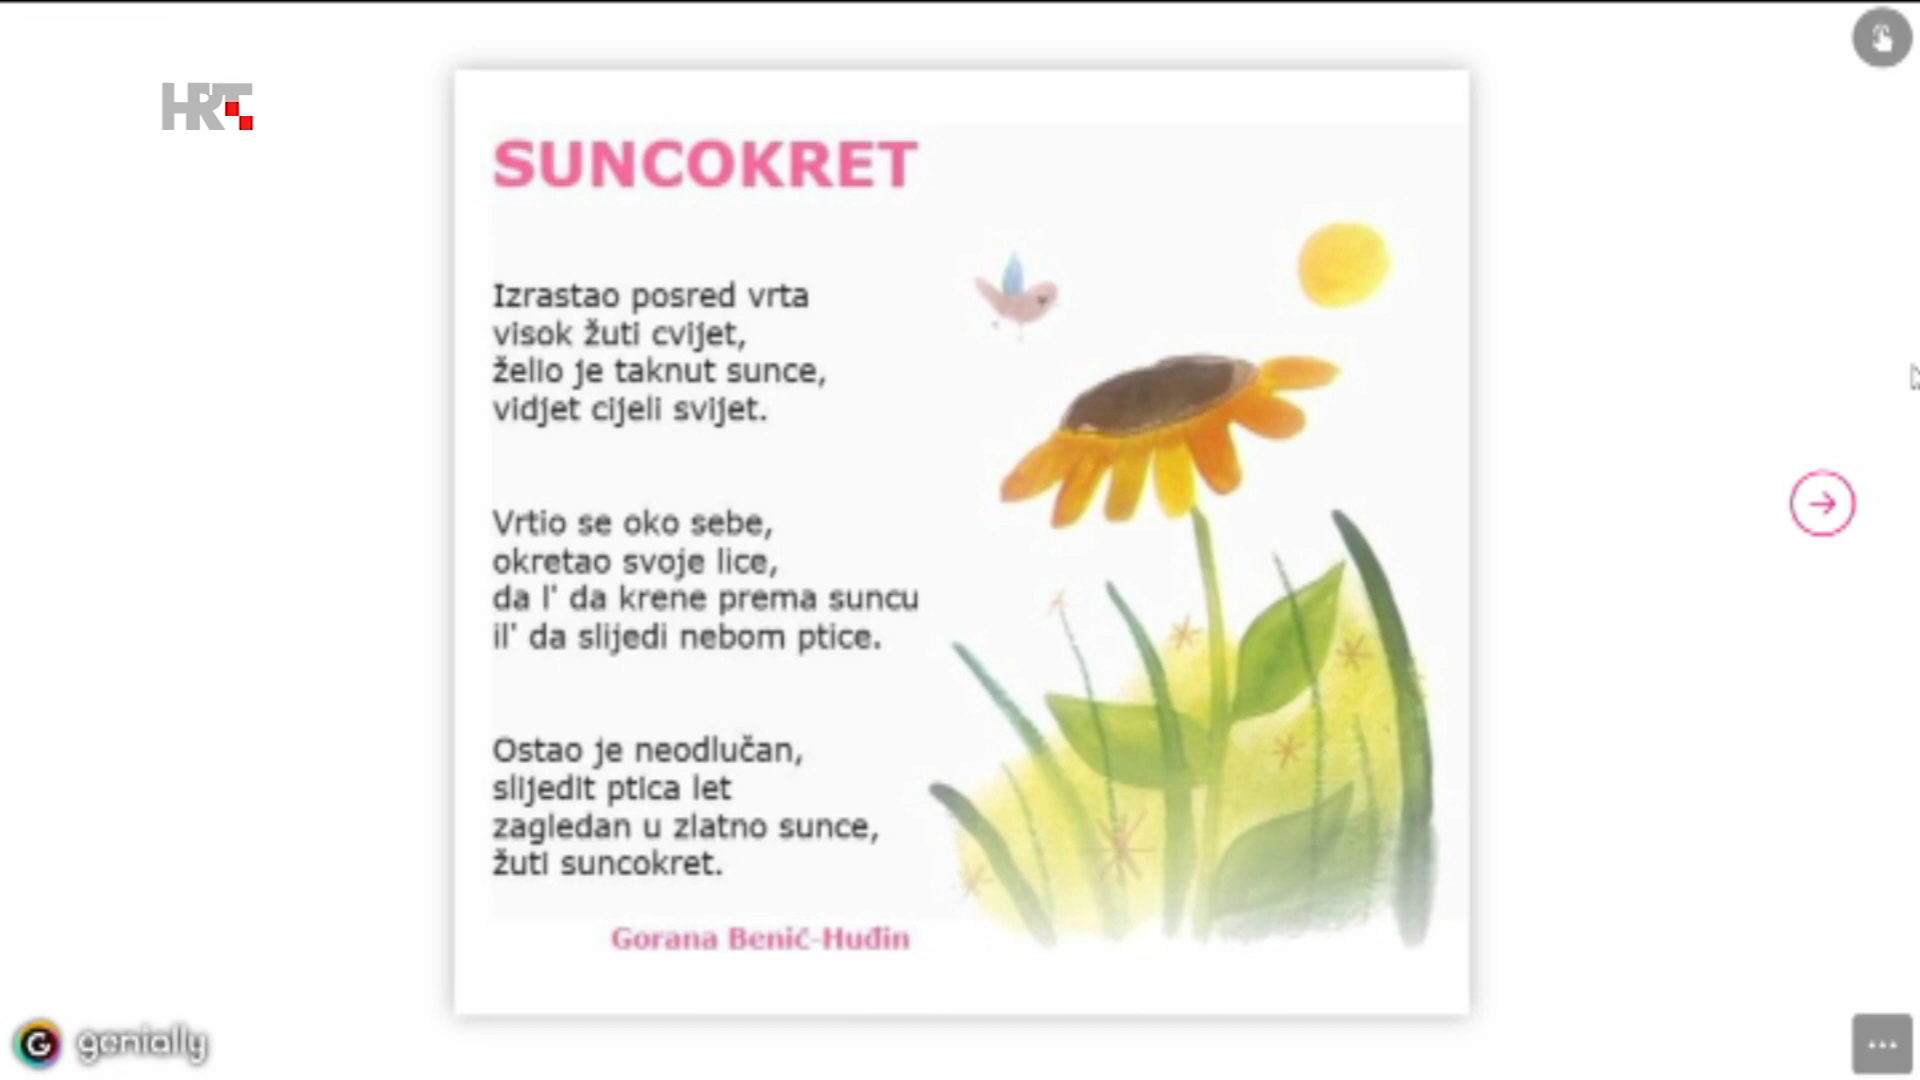 HRT
SUNCOKRET
Izrastao posred vrta
visok žuti cvijet,
želio je taknut sunce,
vidjet cijeli svijet.
Vrtio se oko sebe,
okretao svoje lice,
da l' da krene prema suncu
il' da slijedi nebom ptice.
Ostao je neodlučan,
slijedit ptica let
zagledan u zlatno sunce,
žuti suncokret.
Gorana Benić-Huđin
genially